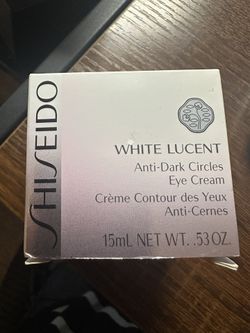 SHISEIDO
WHITE LUCENT
Anti-Dark Circles
Eye Cream
Crème Contour des Yeux
Anti-Cernes
15mL NET WT. .53 OZ.